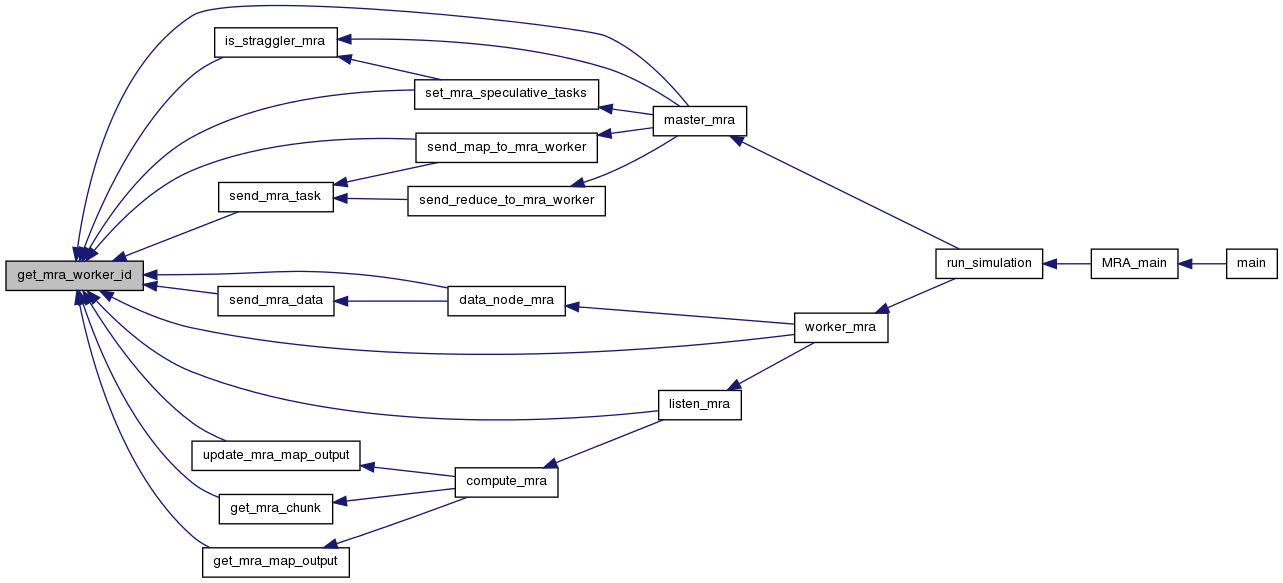 is_straggler_mra
set_mra_speculative_tasks
master_mra
send_map_to_mra_worker
send_mra_task
send_reduce_to_mra_worker
get_mra_worker_id
run_simulation
MRA_main
main
send_mra_data
data_node_mra
worker_mra
listen_mra
update_mra_map_output
compute_mra
get_mra_chunk
get_mra_map_output